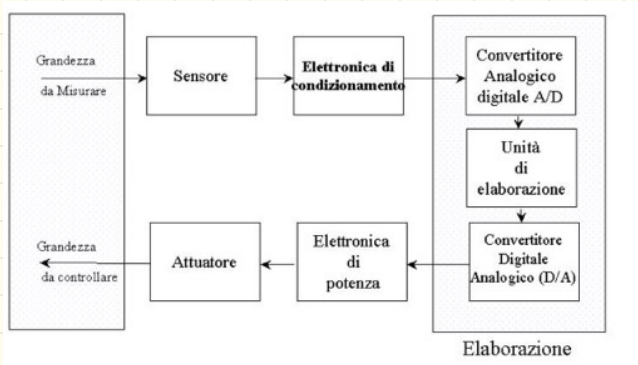 Grandezza
da Misurare
Sensore
Elettronica di
condizionamento
Convertitore
Analogico
digitale A/D
Unità
di
elaborazione
Convertitore
Digitale
Analogico (D/A)
Elettronica
di
potenza
Attuatore
Grandezza
da controllare
Elaborazione